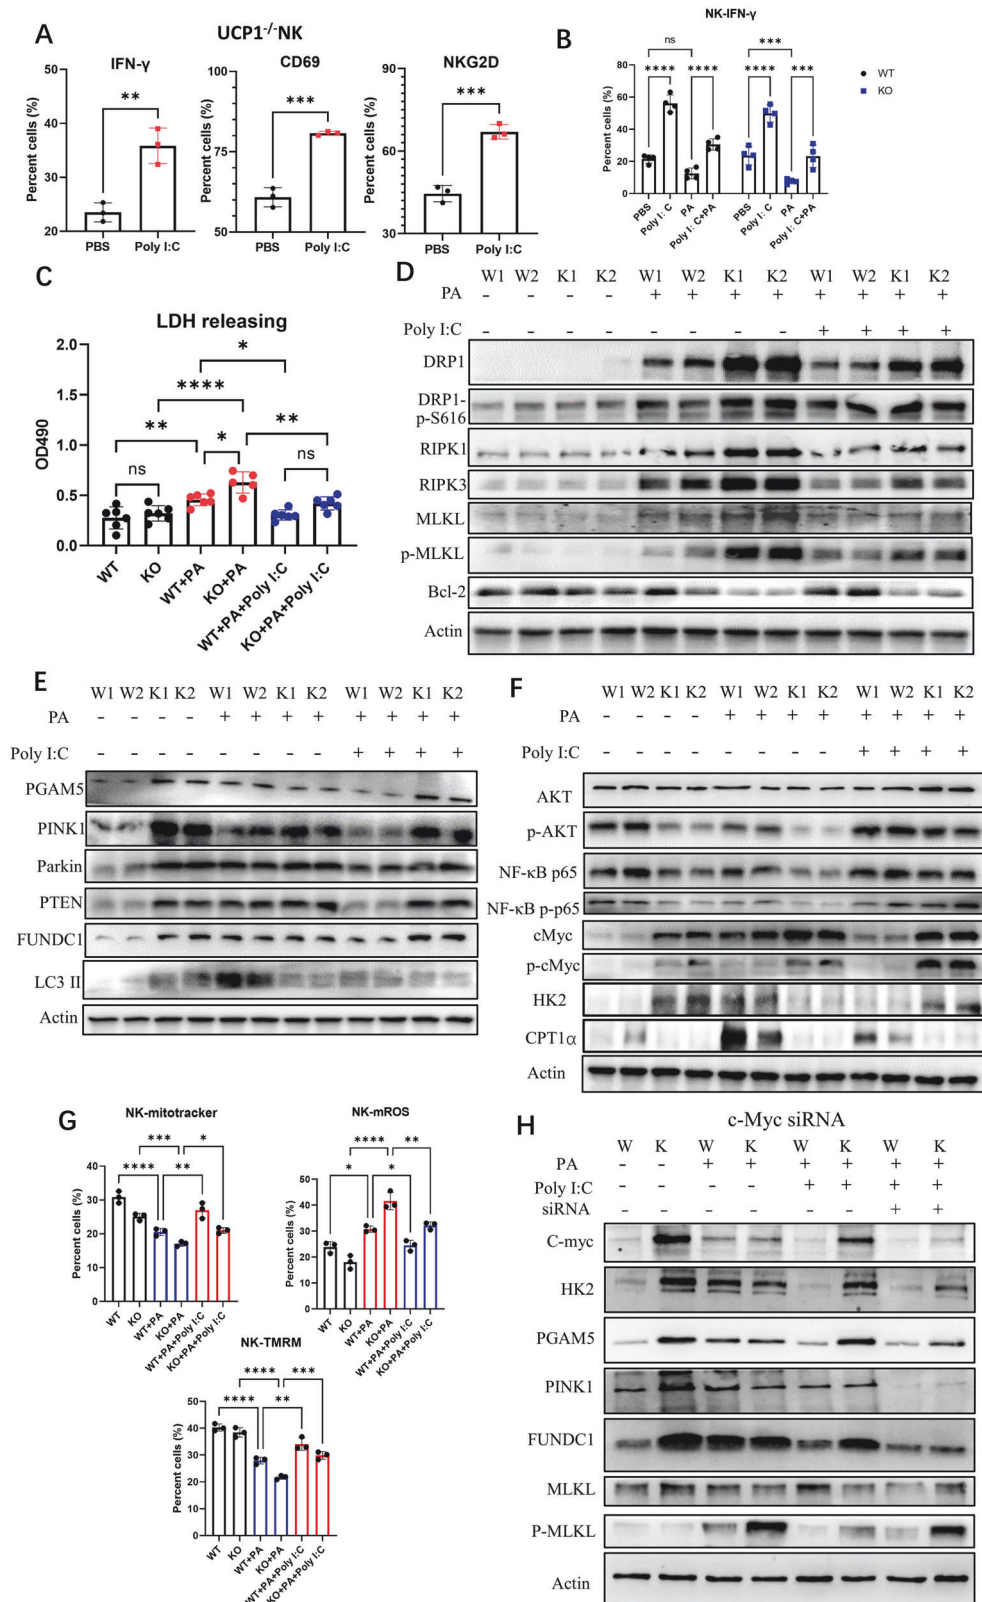 A
UCP1-/-NK
IFN-γ
**
Percent cells (%)
50
40
30
20
PBS
Poly I:C
CD69
***
Percent cells (%)
100
75
50
PBS
Poly I:C
NKG2D
***
Percent cells (%)
90
70
50
30
PBS
Poly I:C
B
NK-IFN-γ
ns
***
**** **** **** ***
Percent cells (%)
80
60
40
20
0
PBS
Poly I: C
PA
Poly I: C+PA
PBS
Poly I: C
PA
Poly I: C+PA
WT
KO
C
LDH releasing
OD490
2.0
1.5
1.0
0.5
0.0
*
****
** * **
ns ns
WT
KO
WT+PA
KO+PA
WT+PA+Poly I:C
KO+PA+Poly I:C
D
W1 W2 K1 K2 W1 W2 K1 K2 W1 W2 K1 K2
PA - - - - + + + + + + + +
Poly I:C - - - - - - - - + + + +
DRP1
DRP1-
p-S616
RIPK1
RIPK3
MLKL
p-MLKL
Bcl-2
Actin
E
W1 W2 K1 K2 W1 W2 K1 K2 W1 W2 K1 K2
PA - - - - + + + + + + + +
Poly I:C - - - - - - - - + + + +
PGAM5
PINK1
Parkin
PTEN
FUNDC1
LC3 II
Actin
F
W1 W2 K1 K2 W1 W2 K1 K2 W1 W2 K1 K2
PA - - - - + + + + + + + +
Poly I:C - - - - - - - - + + + +
AKT
p-AKT
NF-κB p65
NF-κB p-p65
cMyc
p-cMyc
HK2
CPT1α
Actin
G
NK-mitotracker
*** *
**** **
Percent cells (%)
40
30
20
10
0
WT
KO
WT+PA
KO+PA
WT+PA+Poly I:C
KO+PA+Poly I:C
NK-mROS
**** **
* *
Percent cells (%)
50
40
30
20
10
0
WT
KO
WT+PA
KO+PA
WT+PA+Poly I:C
KO+PA+Poly I:C
NK-TMRM
**** ***
**** **
Percent cells (%)
50
40
30
20
10
0
WT
KO
WT+PA
KO+PA
WT+PA+Poly I:C
KO+PA+Poly I:C
H
c-Myc siRNA
W K W K W K W K
PA - - + + + + + +
Poly I:C - - - - + + + +
siRNA - - - - - - + +
C-myc
HK2
PGAM5
PINK1
FUNDC1
MLKL
P-MLKL
Actin